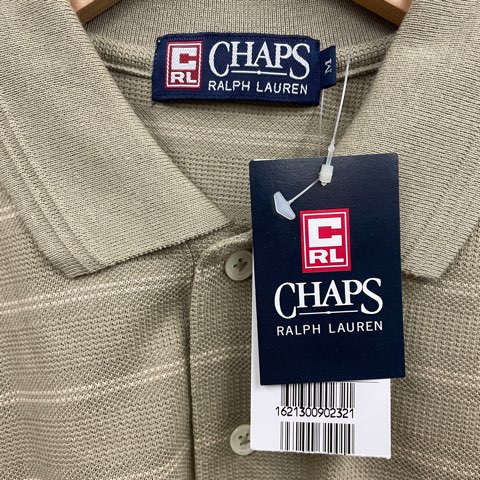 C
RL
CHAPS
RALPH LAUREN
M
C
RL
CHAPS
RALPH LAUREN
1621300902321